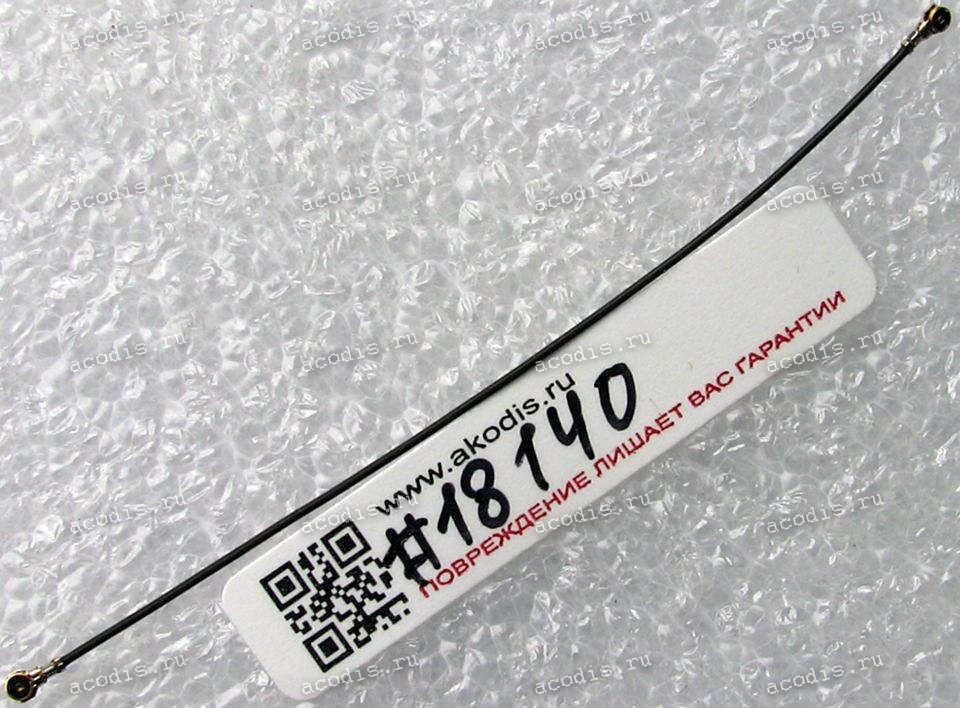 www.akodis.ru
#18140
ПОВРЕЖДЕНИЕ ЛИШАЕТ ВАС ГАРАНТИИ
acodis.ru